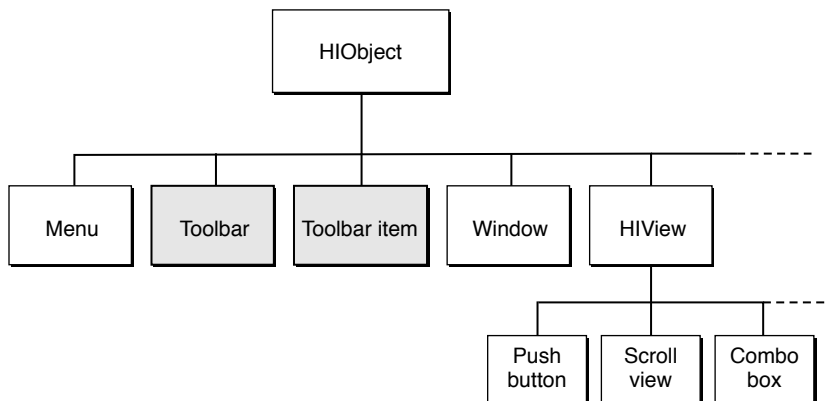 HIObject
Menu
Toolbar
Toolbar item
Window
HIView
Push
button
Scroll
view
Combo
box